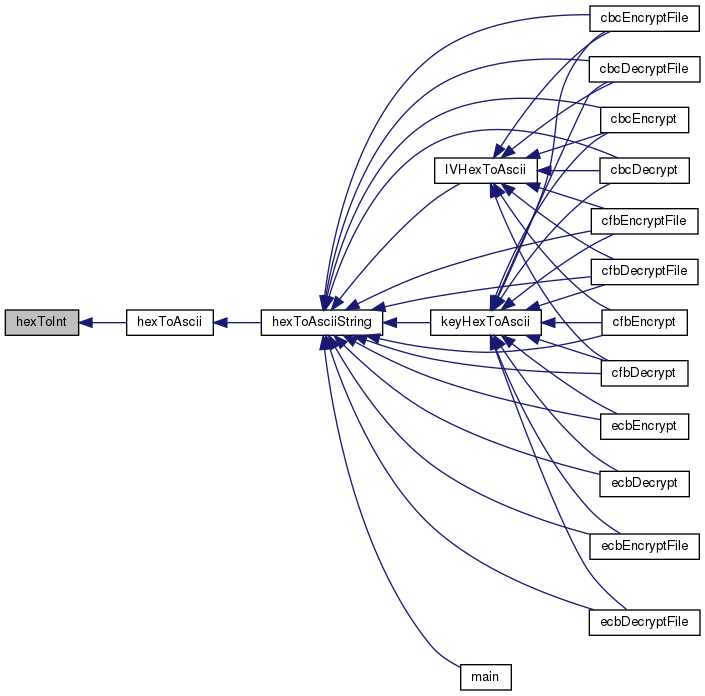 cbcEncryptFile
cbcDecryptFile
cbcEncrypt
IVHexToAscii
cbcDecrypt
cfbEncryptFile
cfbDecryptFile
hexToInt
hexToAscii
hexToAsciiString
keyHexToAscii
cfbEncrypt
cfbDecrypt
ecbEncrypt
ecbDecrypt
ecbEncryptFile
ecbDecryptFile
main